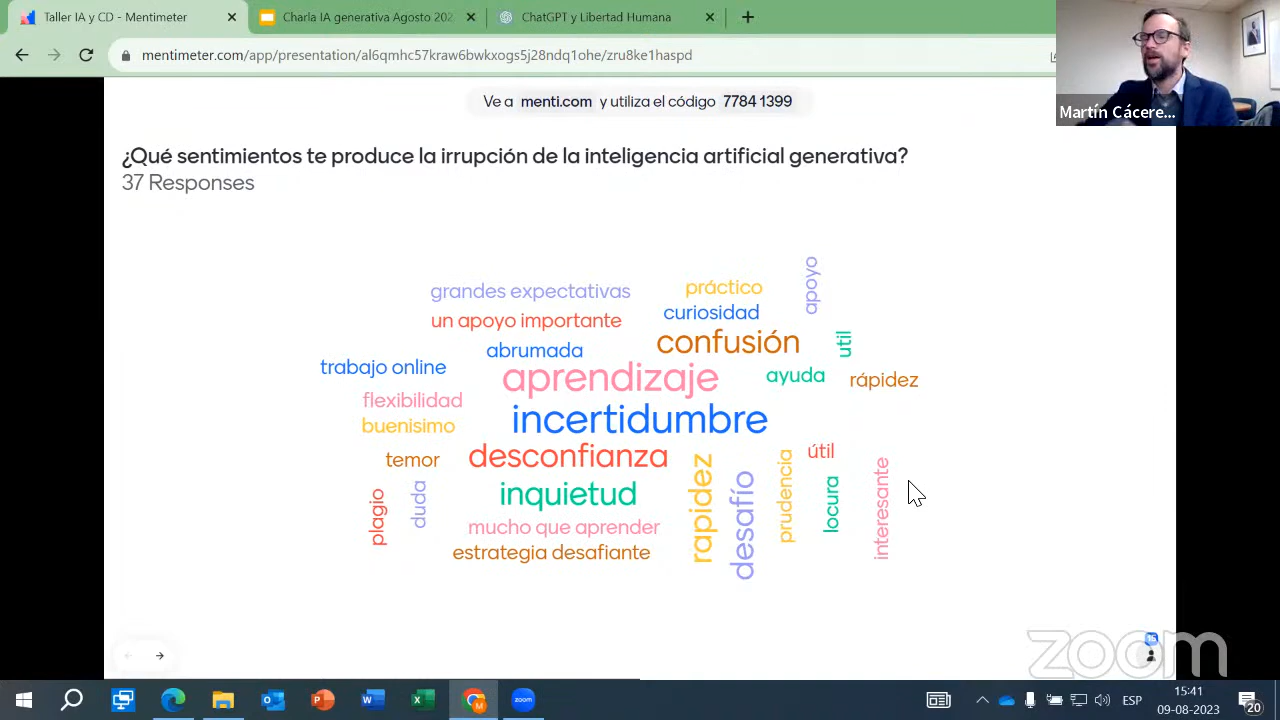 Taller IA y CD - Mentimeter
Charla IA generativa Agosto 202
ChatGPT y Libertad Humana
mentimeter.com/app/presentation/al6qmhc57kraw6bwkxogs5j28ndq1ohe/zru8ke1haspd
Martín Cácere...
Ve a menti.com y utiliza el código 7784 1399
¿Qué sentimientos te produce la irrupción de la inteligencia artificial generativa?
37 Responses
apoyo
grandes expectativas
práctico
curiosidad
un apoyo importante
confusión
util
abrumada
trabajo online
aprendizaje
ayuda
rápidez
flexibilidad
incertidumbre
buenisimo
temor
desconfianza
útil
plagio
duda
inquietud
rapidez
desafío
prudencia
locura
interesante
mucho que aprender
estrategia desafiante
zoom
zoom
ESP
15:41
09-08-2023
20